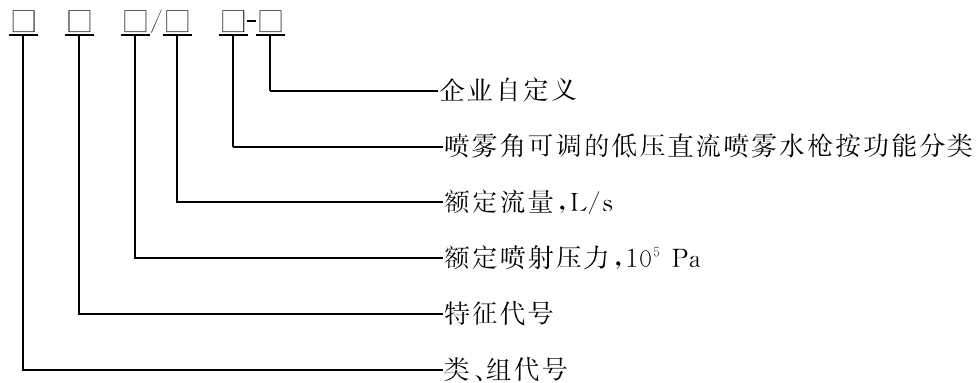 □ □ □/□ □-□
企业自定义
喷雾角可调的低压直流喷雾水枪按功能分类
额定流量,L/s
额定喷射压力,10⁵ Pa
特征代号
类、组代号